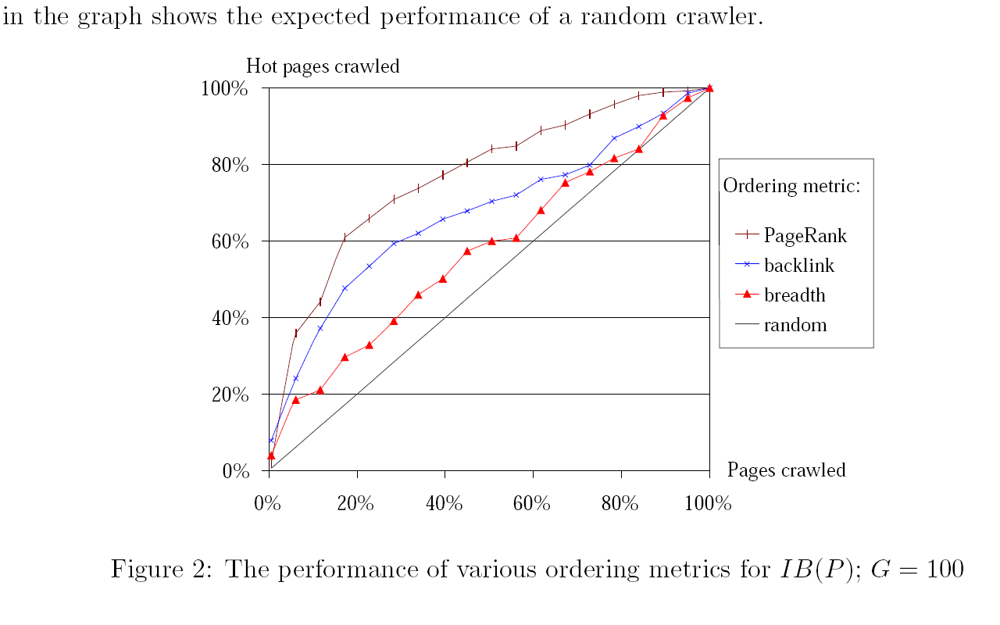 in the graph shows the expected performance of a random crawler.
Hot pages crawled
100%
80%
60%
40%
20%
0%
0% 20% 40% 60% 80% 100%
Pages crawled
Ordering metric:
PageRank
backlink
breadth
random
Figure 2: The performance of various ordering metrics for IB(P); G = 100